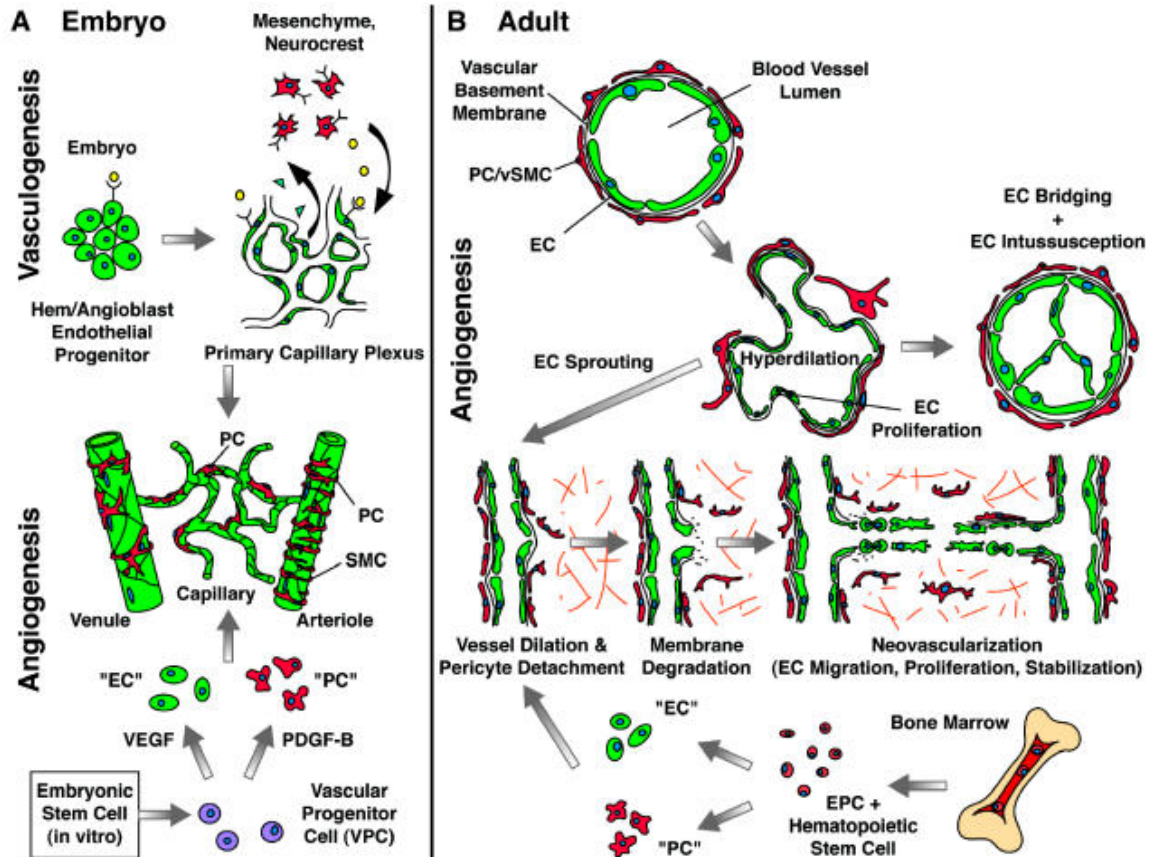 A Embryo
Vasculogenesis
Mesenchyme,
Neurocrest
Embryo
Hem/Angioblast
Endothelial
Progenitor
Primary Capillary Plexus
Angiogenesis
PC
PC
SMC
Capillary
Venule
Arteriole
"EC"
"PC"
VEGF
PDGF-B
Embryonic
Stem Cell
(in vitro)
Vascular
Progenitor
Cell (VPC)
B Adult
Angiogenesis
Vascular
Basement
Membrane
Blood Vessel
Lumen
PC/vSMC
EC
EC Bridging
+
EC Intussusception
Hyperdilation
EC Sprouting
EC
Proliferation
Vessel Dilation &
Pericyte Detachment
Membrane
Degradation
Neovascularization
(EC Migration, Proliferation, Stabilization)
"EC"
Bone Marrow
EPC +
Hematopoietic
Stem Cell
"PC"